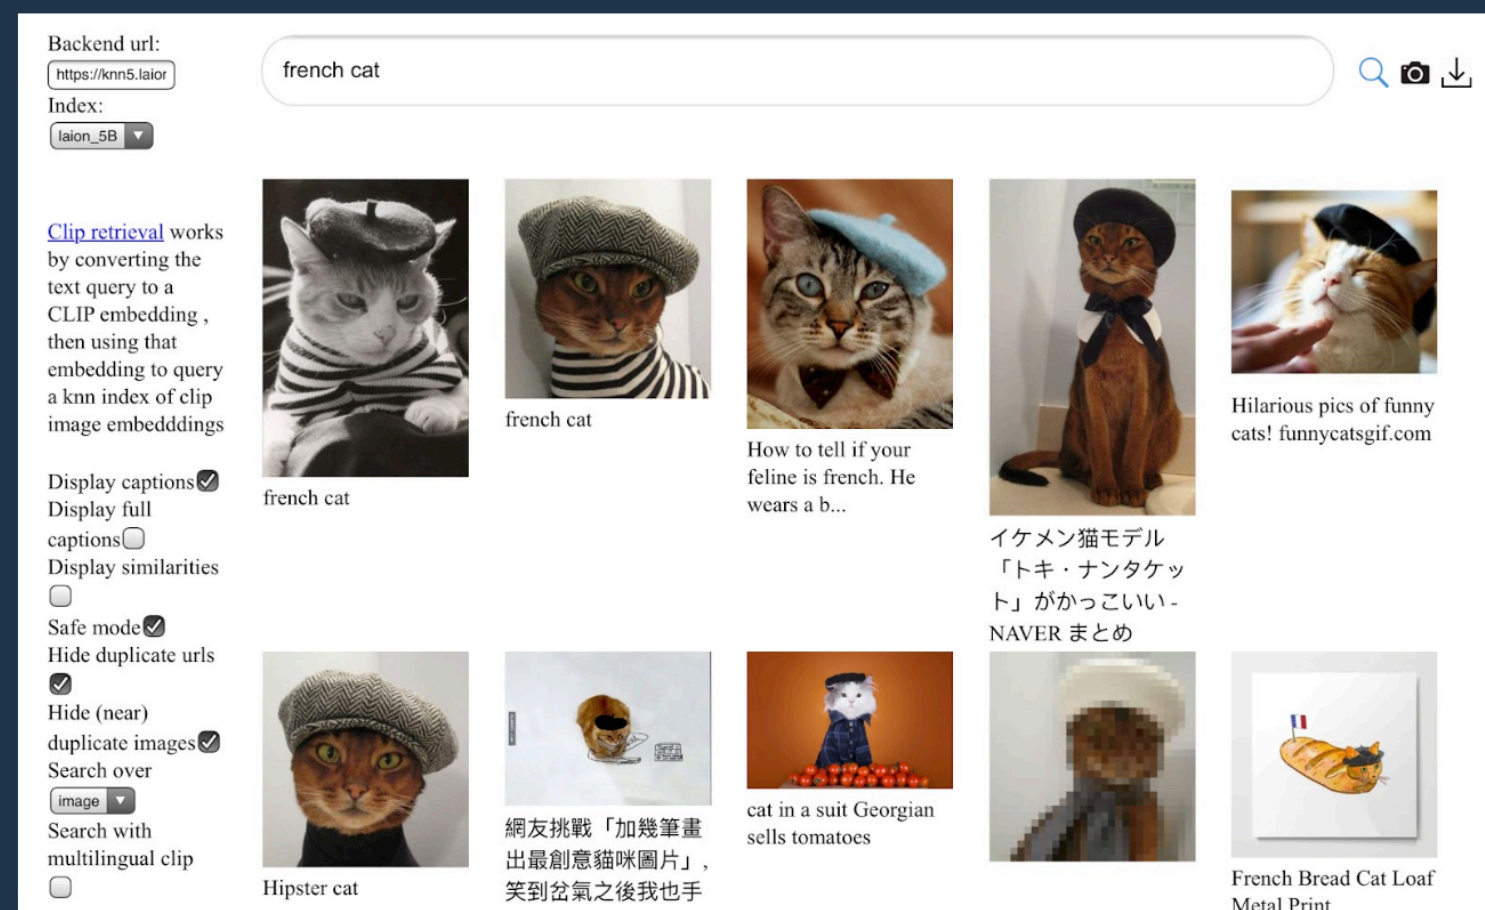 Backend url:
https://knn5.laior
french cat
Index:
laion_5B
Clip retrieval works
by converting the
text query to a
CLIP embedding ,
then using that
embedding to query
a knn index of clip
image embedddings
Display captions
Display full
captions
Display similarities
Safe mode
Hide duplicate urls
Hide (near)
duplicate images
Search over
image
Search with
multilingual clip
french cat
french cat
How to tell if your
feline is french. He
wears a b...
イケメン猫モデル
「トキ・ナンタケッ
ト」がかっこいい -
NAVER まとめ
Hilarious pics of funny
cats! funnycatsgif.com
Hipster cat
網友挑戰「加幾筆畫
出最創意貓咪圖片」,
笑到岔氣之後我也手
cat in a suit Georgian
sells tomatoes
French Bread Cat Loaf
Metal Print